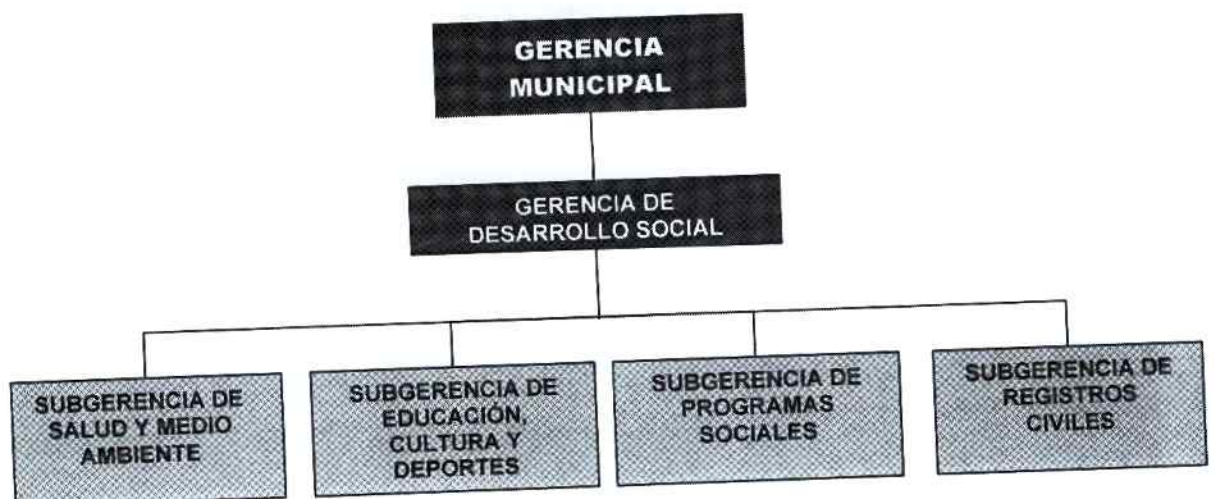 GERENCIA
MUNICIPAL
GERENCIA DE
DESARROLLO SOCIAL
SUBGERENCIA DE
SALUD Y MEDIO
AMBIENTE
SUBGERENCIA DE
EDUCACIÓN,
CULTURA Y
DEPORTES
SUBGERENCIA DE
PROGRAMAS
SOCIALES
SUBGERENCIA DE
REGISTROS
CIVILES